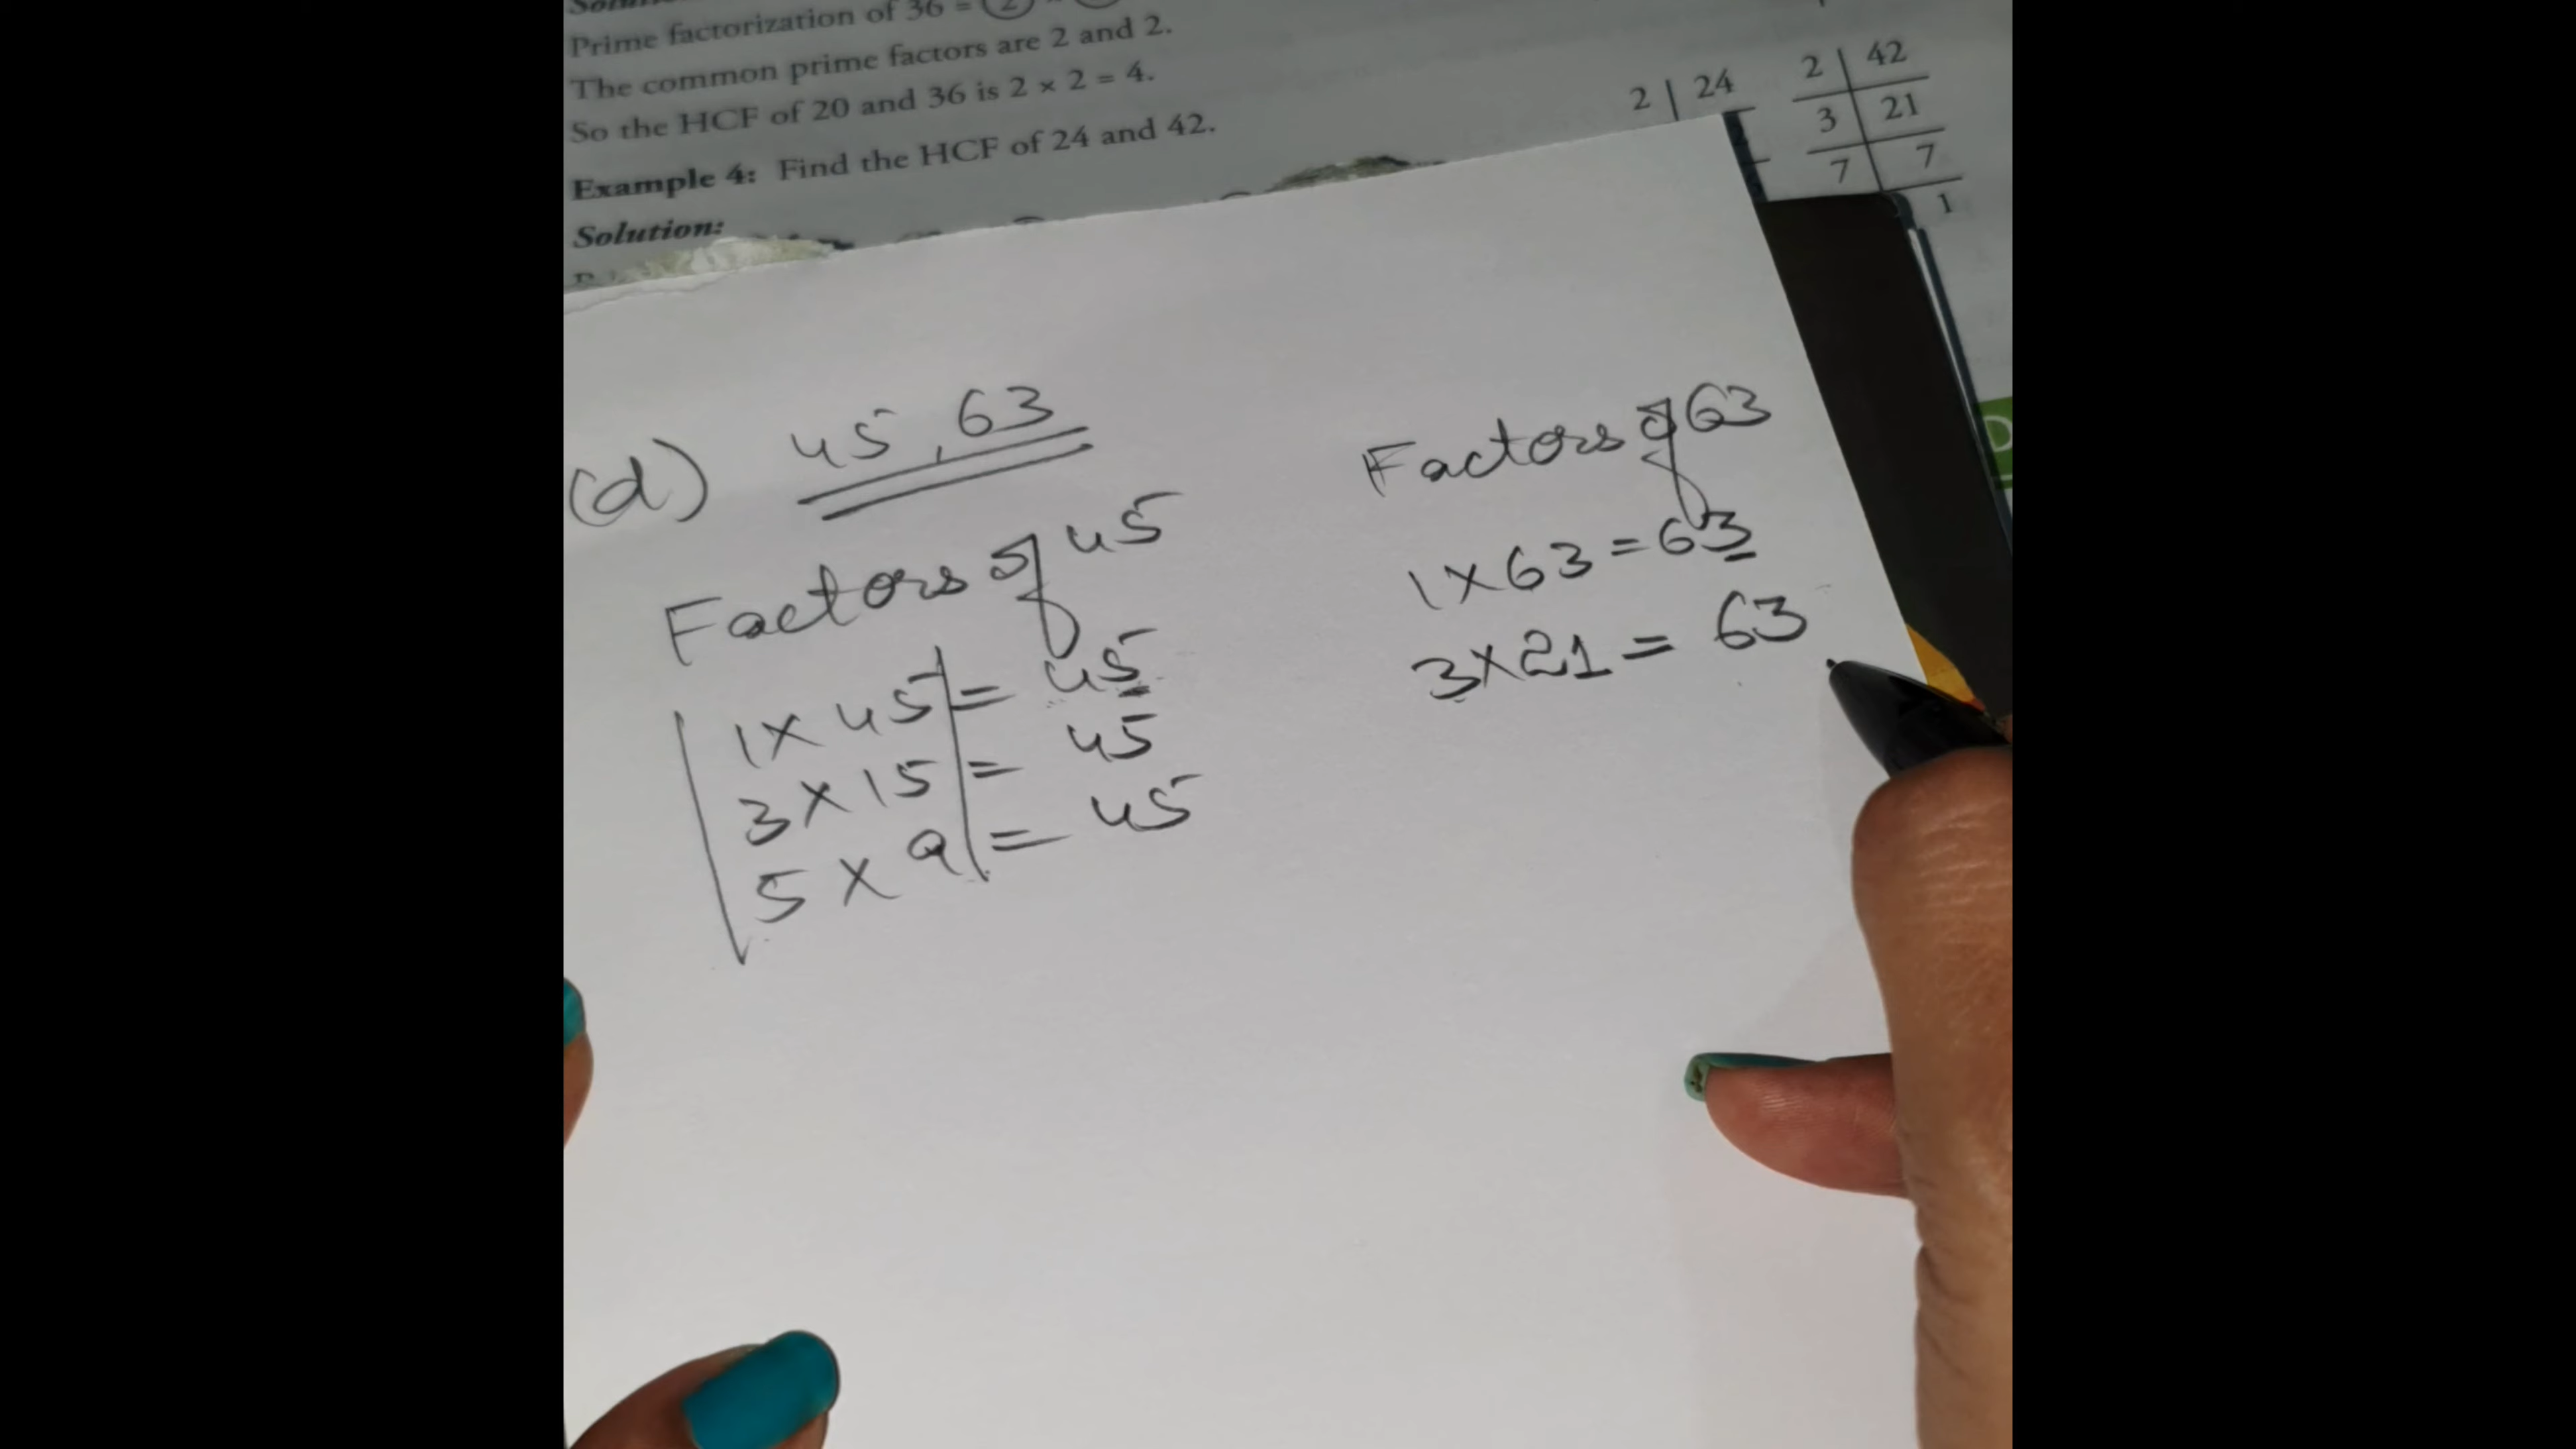 Prime factorization of 36 = 2
The common prime factors are 2 and 2.
So the HCF of 20 and 36 is 2 × 2 = 4.
Example 4: Find the HCF of 24 and 42.
Solution:
2 | 24
2 | 42
3 | 21
7 | 7
1
D
(d) 45, 63
Factors of 45
1 × 45 = 45
3 × 15 = 45
5 × 9 = 45
Factors of 63
1 × 63 = 63
3 × 21 = 63